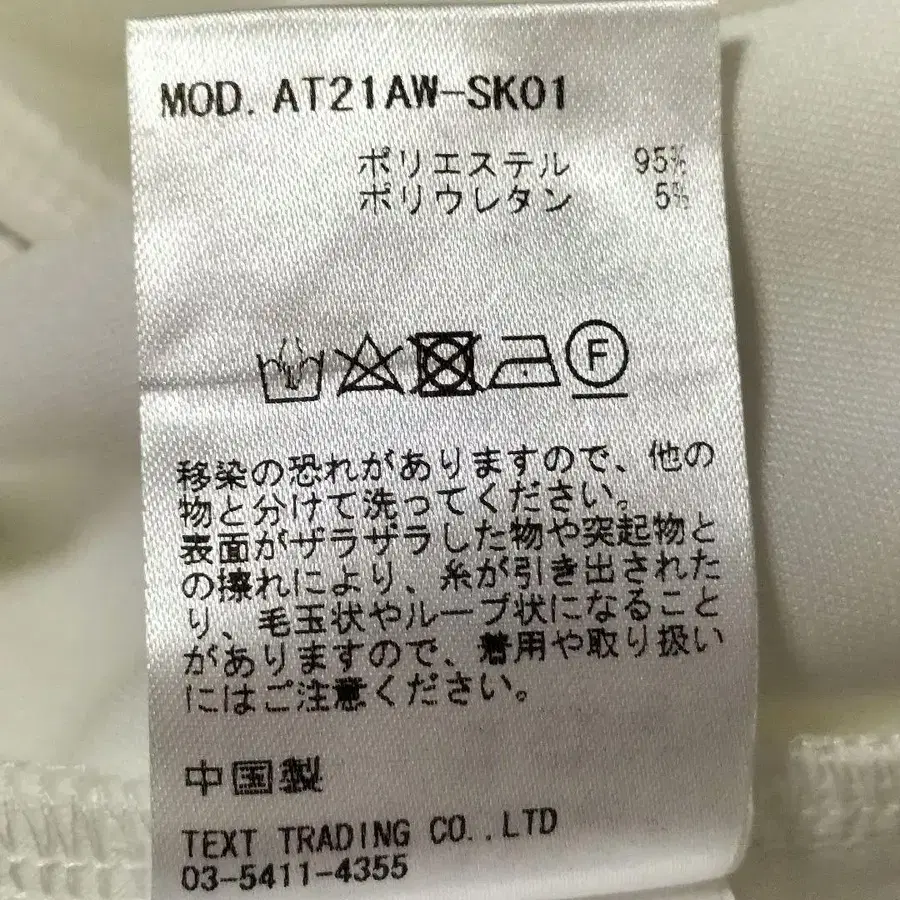 MOD. AT21AW-SK01
ポリエステル 95%
ポリウレタン 5%
F
移染の恐れがありますので、他の
物と分けて洗ってください。
表面がザラザラした物や突起物と
の擦れにより、糸が引き出された
り、毛玉状やループ状になること
がありますので、着用や取り扱い
にはご注意ください。
中国製
TEXT TRADING CO.,LTD
03-5411-4355